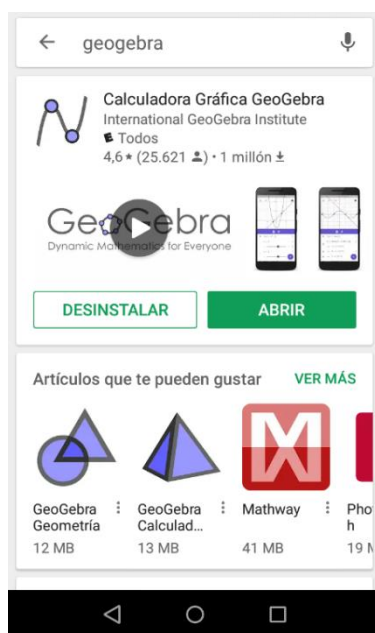 geogebra
Calculadora Gráfica GeoGebra
International GeoGebra Institute
E Todos
4,6 ★ (25.621) • 1 millón
GeoGebra
Dynamic Mathematics for Everyone
DESINSTALAR
ABRIR
Artículos que te pueden gustar
VER MÁS
GeoGebra Geometría
12 MB
GeoGebra Calculad...
13 MB
Mathway
41 MB
Pho
h
19 M